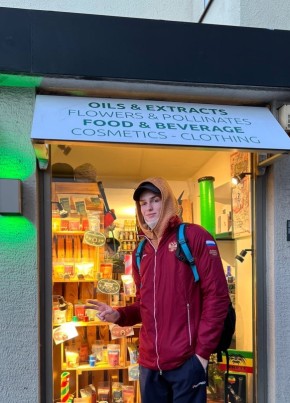 OILS & EXTRACTS
FLOWERS & POLLINATES
FOOD & BEVERAGE
COSMETICS - CLOTHING